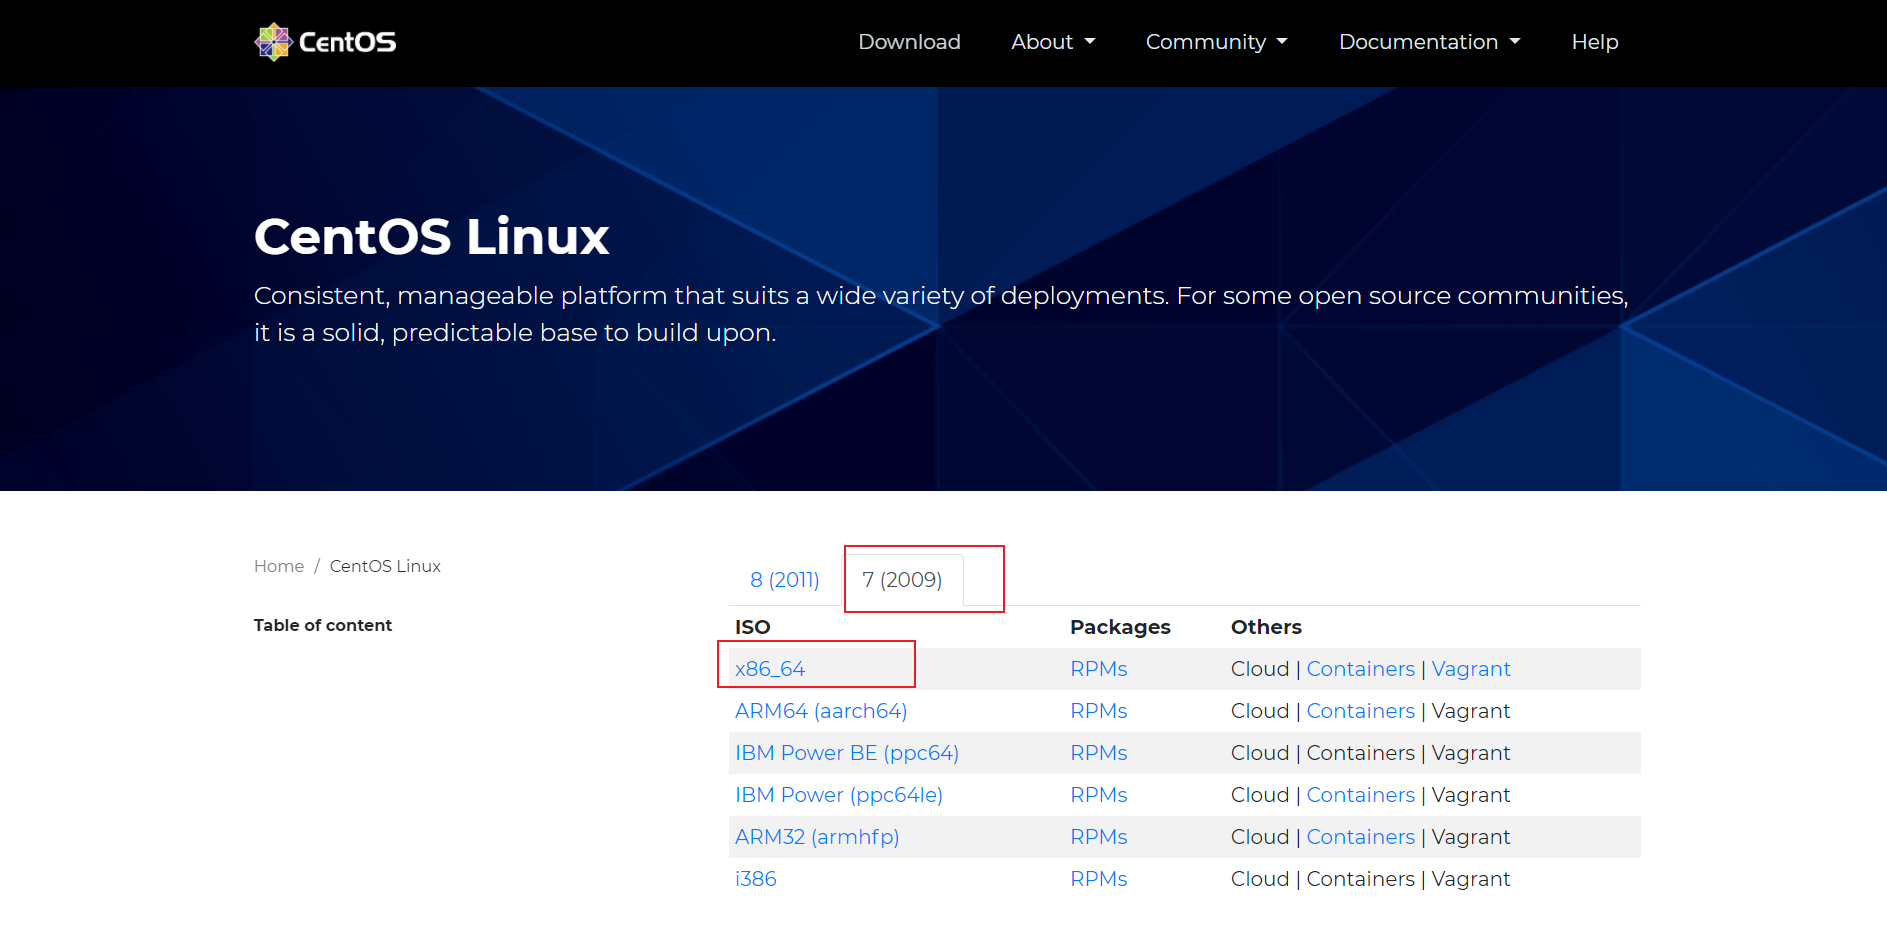 CentOS
Download About Community Documentation Help
CentOS Linux
Consistent, manageable platform that suits a wide variety of deployments. For some open source communities,
it is a solid, predictable base to build upon.
Home / CentOS Linux
Table of content
8 (2011) 7 (2009)
ISO Packages Others
x86_64 RPMs Cloud | Containers | Vagrant
ARM64 (aarch64) RPMs Cloud | Containers | Vagrant
IBM Power BE (ppc64) RPMs Cloud | Containers | Vagrant
IBM Power (ppc64le) RPMs Cloud | Containers | Vagrant
ARM32 (armhfp) RPMs Cloud | Containers | Vagrant
i386 RPMs Cloud | Containers | Vagrant